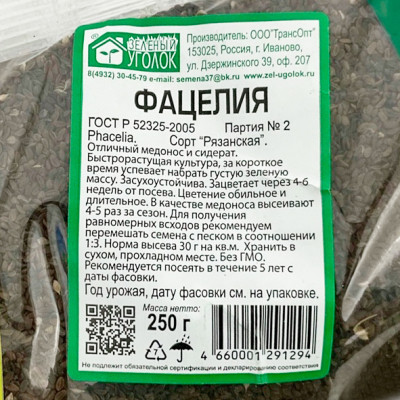 ЗЕЛЁНЫЙ
УГОЛОК
Производитель: ООО"ТрансОпт"
153025, Россия, г. Иваново,
ул. Дзержинского 39, оф. 207
8(4932) 30-45-79 e-mail: semena37@bk.ru www.zel-ugolok.ru
ФАЦЕЛИЯ
ГОСТ Р 52325-2005 Партия № 2
Phacelia. Сорт "Рязанская".
Отличный медонос и сидерат.
Быстрорастущая культура, за короткое
время успевает набрать густую зеленую
массу. Засухоустойчива. Зацветает через 4-6
недель от посева. Цветение обильное и
длительное. В качестве медоноса высеивают
4-5 раз за сезон. Для получения
равномерных всходов рекомендуем
перемешать семена с песком в соотношении
1:3. Норма высева 30 г на кв.м. Хранить в
сухом, прохладном месте. Без ГМО.
Рекомендуется посеять в течение 5 лет с
даты фасовки.
Год урожая, дату фасовки см. на упаковке.
Масса нетто:
250 г
4 660001 291294
Не подлежит обязательной сертификации и декларированию соответствия